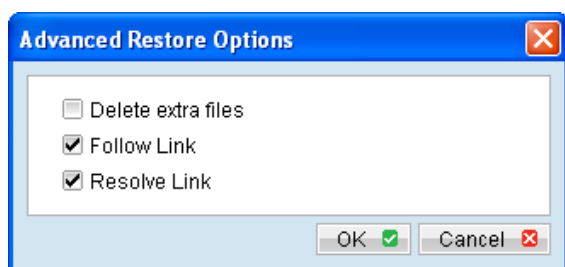 Advanced Restore Options
Delete extra files
Follow Link
Resolve Link
OK Cancel